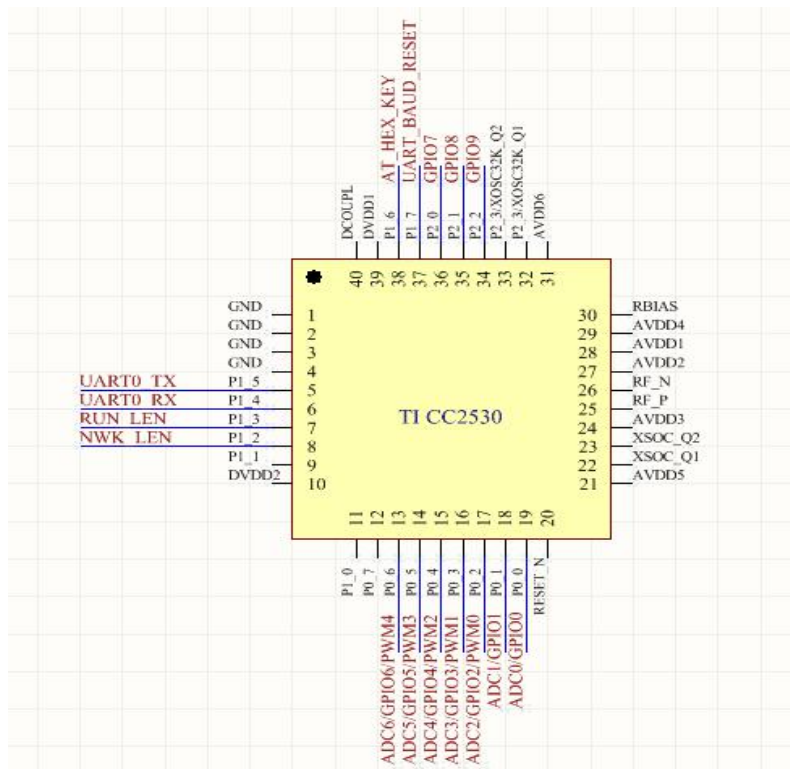 AT_HEX_KEY
UART_BAUD_RESET
GPIO7
GPIO8
GPIO9
DCOUPL
DVDD1
P1_6
P1_7
P2_0
P2_1
P2_2
P2_3/XOSC32K_Q2
P2_3/XOSC32K_Q1
AVDD6
40 39 38 37 36 35 34 33 32 31
GND 1
GND 2
GND 3
GND 4
UART0_TX P1_5 5
UART0_RX P1_4 6
RUN_LEN P1_3 7
NWK_LEN P1_2 8
P1_1 9
DVDD2 10
TI CC2530
30 RBIAS
29 AVDD4
28 AVDD1
27 AVDD2
26 RF_N
25 RF_P
24 AVDD3
23 XSOC_Q2
22 XSOC_Q1
21 AVDD5
11 12 13 14 15 16 17 18 19 20
P1_0
P0_7
P0_6
P0_5
P0_4
P0_3
P0_2
P0_1
P0_0
RESET_N
ADC6/GPIO6/PWM4
ADC5/GPIO5/PWM3
ADC4/GPIO4/PWM2
ADC3/GPIO3/PWM1
ADC2/GPIO2/PWM0
ADC1/GPIO1
ADC0/GPIO0